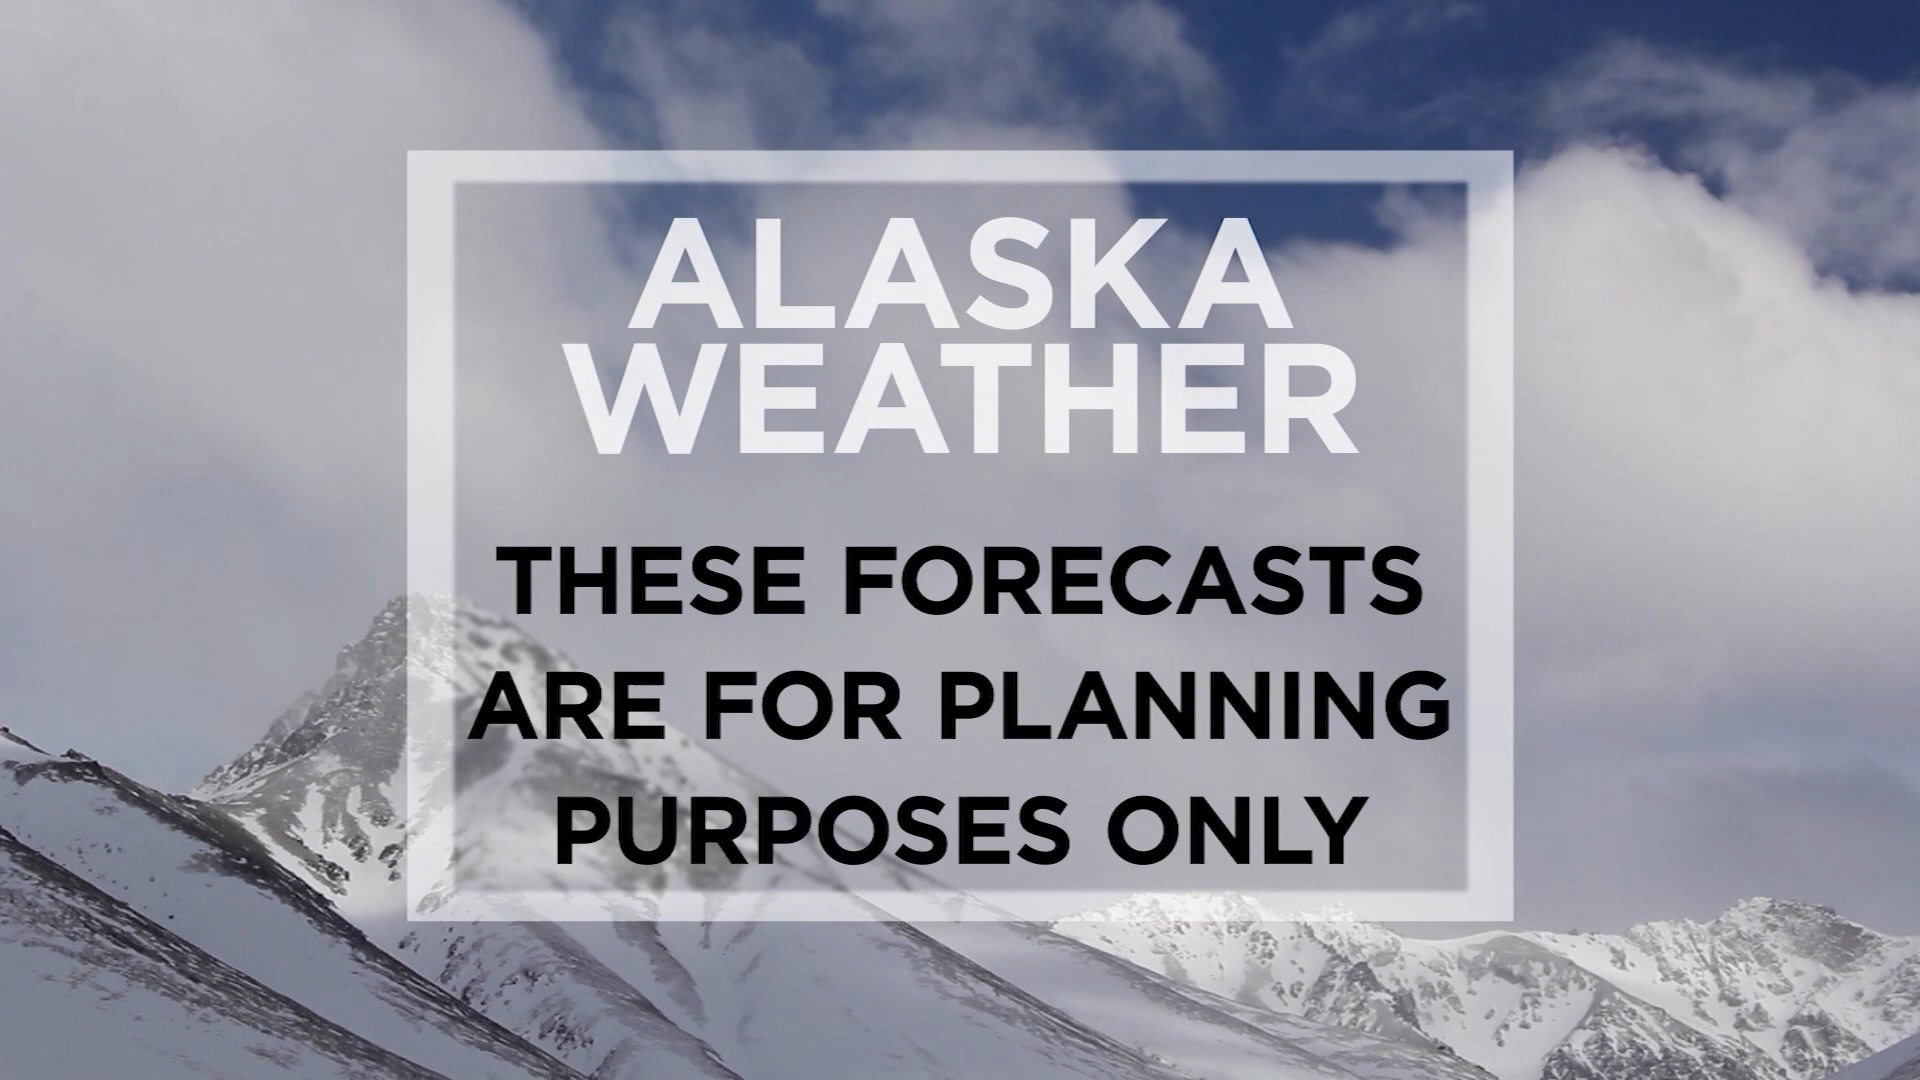 ALASKA
WEATHER
THESE FORECASTS
ARE FOR PLANNING
PURPOSES ONLY